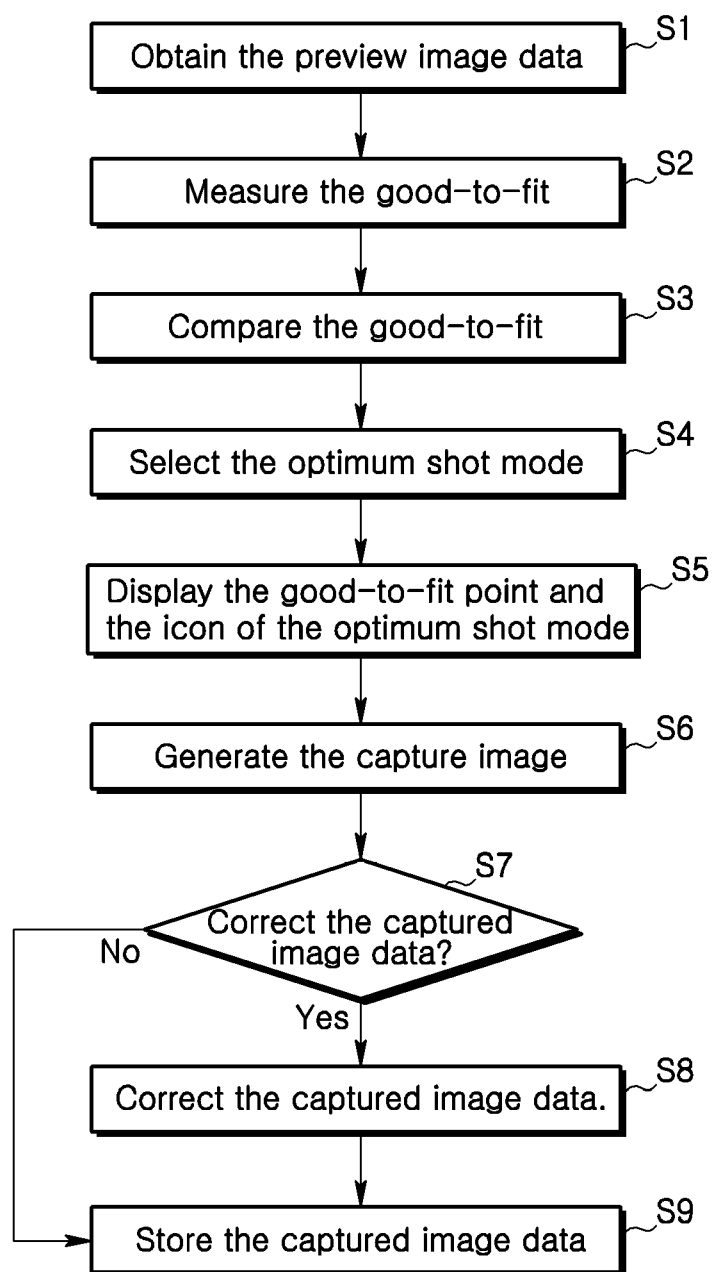 S1
Obtain the preview image data
S2
Measure the good-to-fit
S3
Compare the good-to-fit
S4
Select the optimum shot mode
S5
Display the good-to-fit point and
the icon of the optimum shot mode
S6
Generate the capture image
S7
Correct the captured
image data?
No
Yes
S8
Correct the captured image data.
S9
Store the captured image data